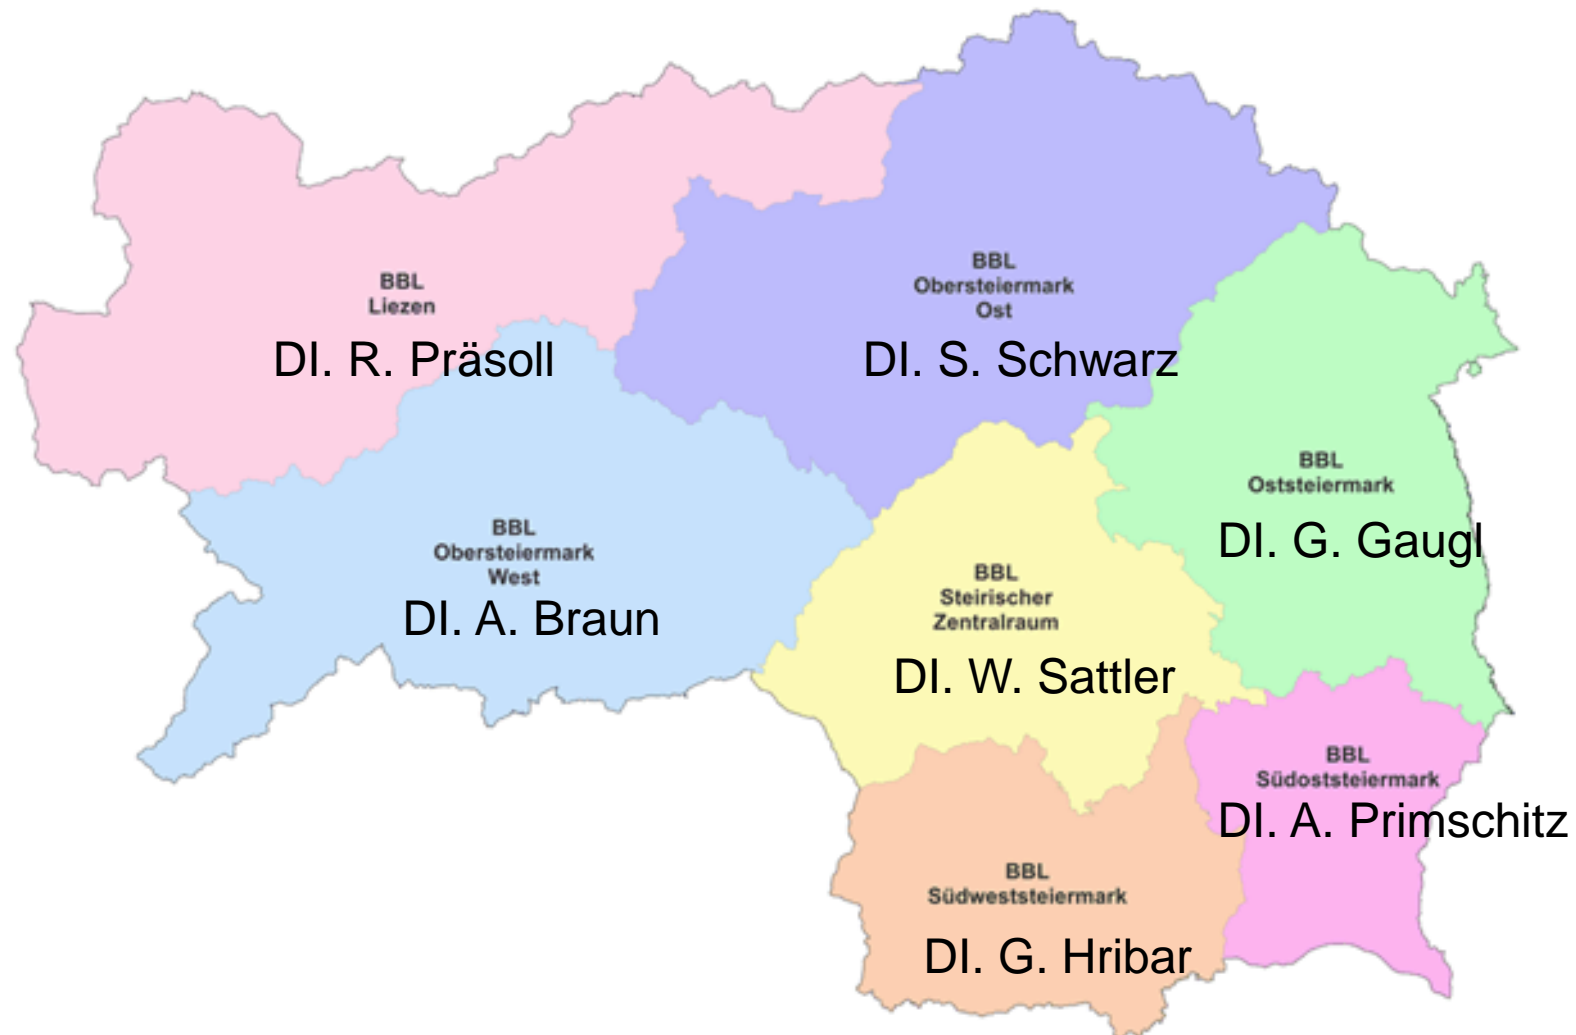 BBL
Liezen
DI. R. Präsoll
BBL
Obersteiermark
Ost
DI. S. Schwarz
BBL
Oststeiermark
DI. G. Gaugl
BBL
Obersteiermark
West
DI. A. Braun
BBL
Steirischer
Zentralraum
DI. W. Sattler
BBL
Südoststeiermark
DI. A. Primschitz
BBL
Südweststeiermark
DI. G. Hribar